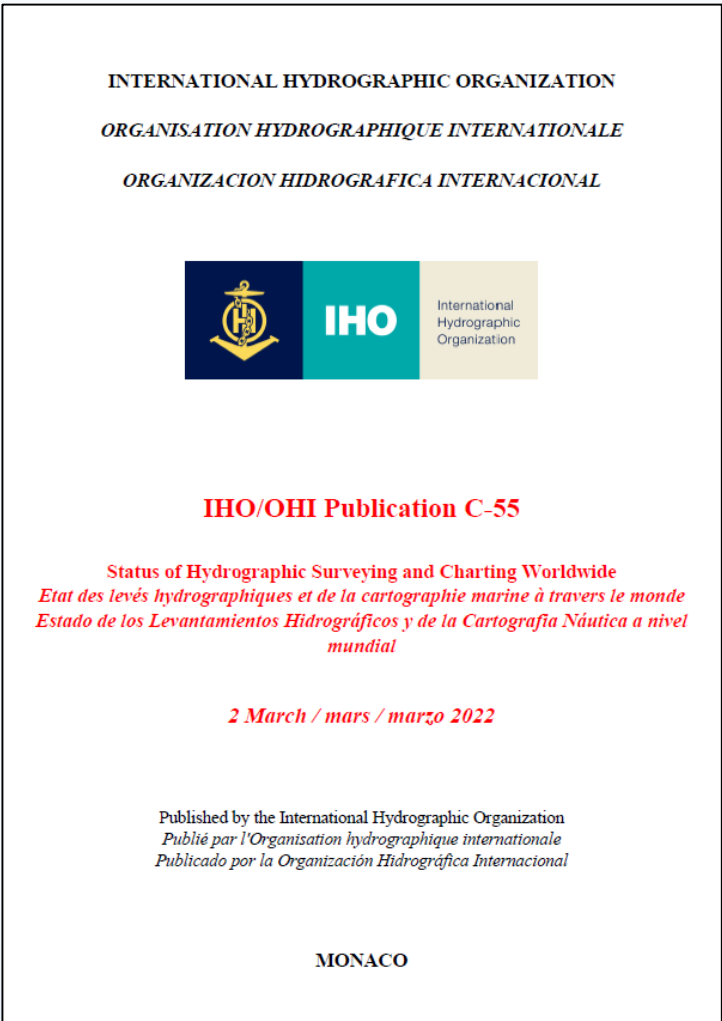 INTERNATIONAL HYDROGRAPHIC ORGANIZATION
ORGANISATION HYDROGRAPHIQUE INTERNATIONALE
ORGANIZACION HIDROGRAFICA INTERNACIONAL
IHO
International
Hydrographic
Organization
IHO/OHI Publication C-55
Status of Hydrographic Surveying and Charting Worldwide
Etat des levés hydrographiques et de la cartographie marine à travers le monde
Estado de los Levantamientos Hidrográficos y de la Cartografía Náutica a nivel
mundial
2 March / mars / marzo 2022
Published by the International Hydrographic Organization
Publié par l'Organisation hydrographique internationale
Publicado por la Organización Hidrográfica Internacional
MONACO